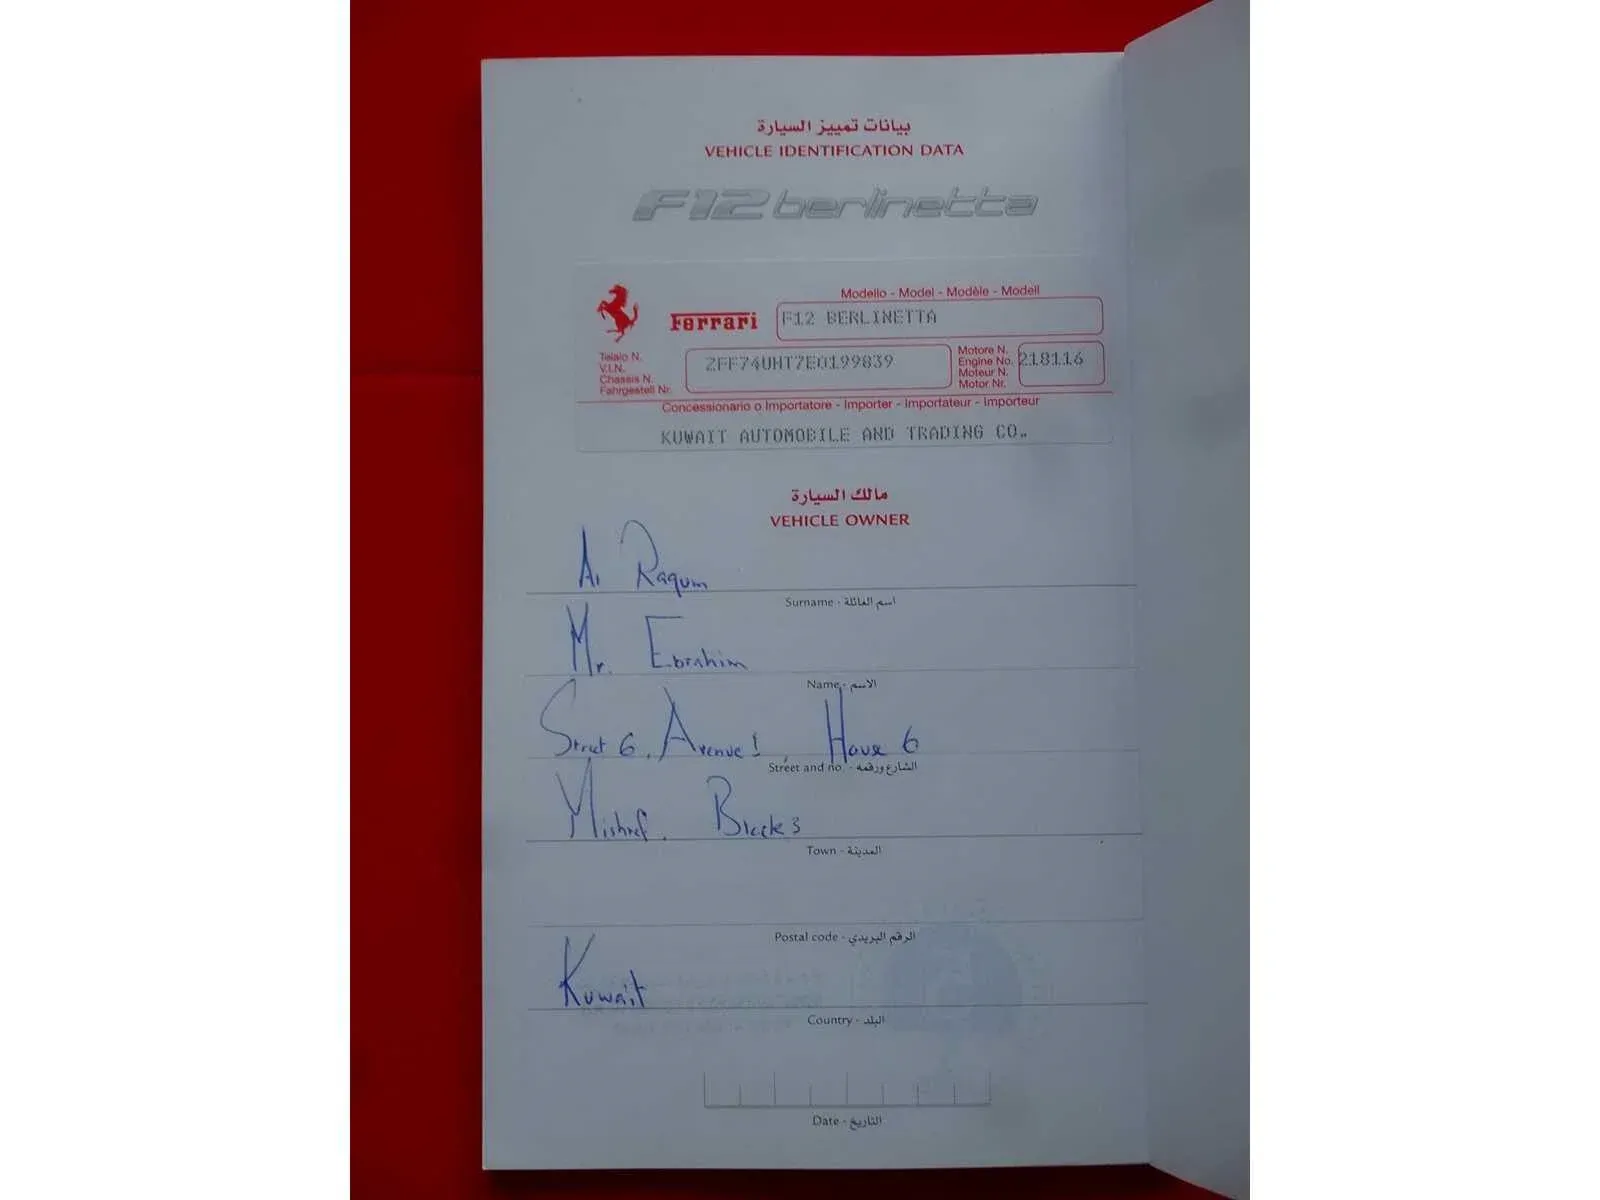 بيانات تمييز السيارة
VEHICLE IDENTIFICATION DATA
F12berlinetta
Modello - Model - Modèle - Modell
Ferrari
F12 BERLINETTA
Telaio N.
V.I.N.
Chassis N.
Fahrgestell Nr.
ZFF74UHT7E0199839
Motore N.
Engine No.
Moteur N.
Motor Nr.
218116
Concessionario o Importatore - Importer - Importateur - Importeur
KUWAIT AUTOMOBILE AND TRADING CO.
مالك السيارة
VEHICLE OWNER
Al Raqum
Surname - اسم العائلة
Mr. Ebrahim
Name - الاسم
Street 6, Avenue 1, House 6
Street and no. - الشارع ورقمه
Mishref. Block 3
Town - المدينة
Postal code - الرقم البريدي
Kuwait
Country - البلد
Date - التاريخ